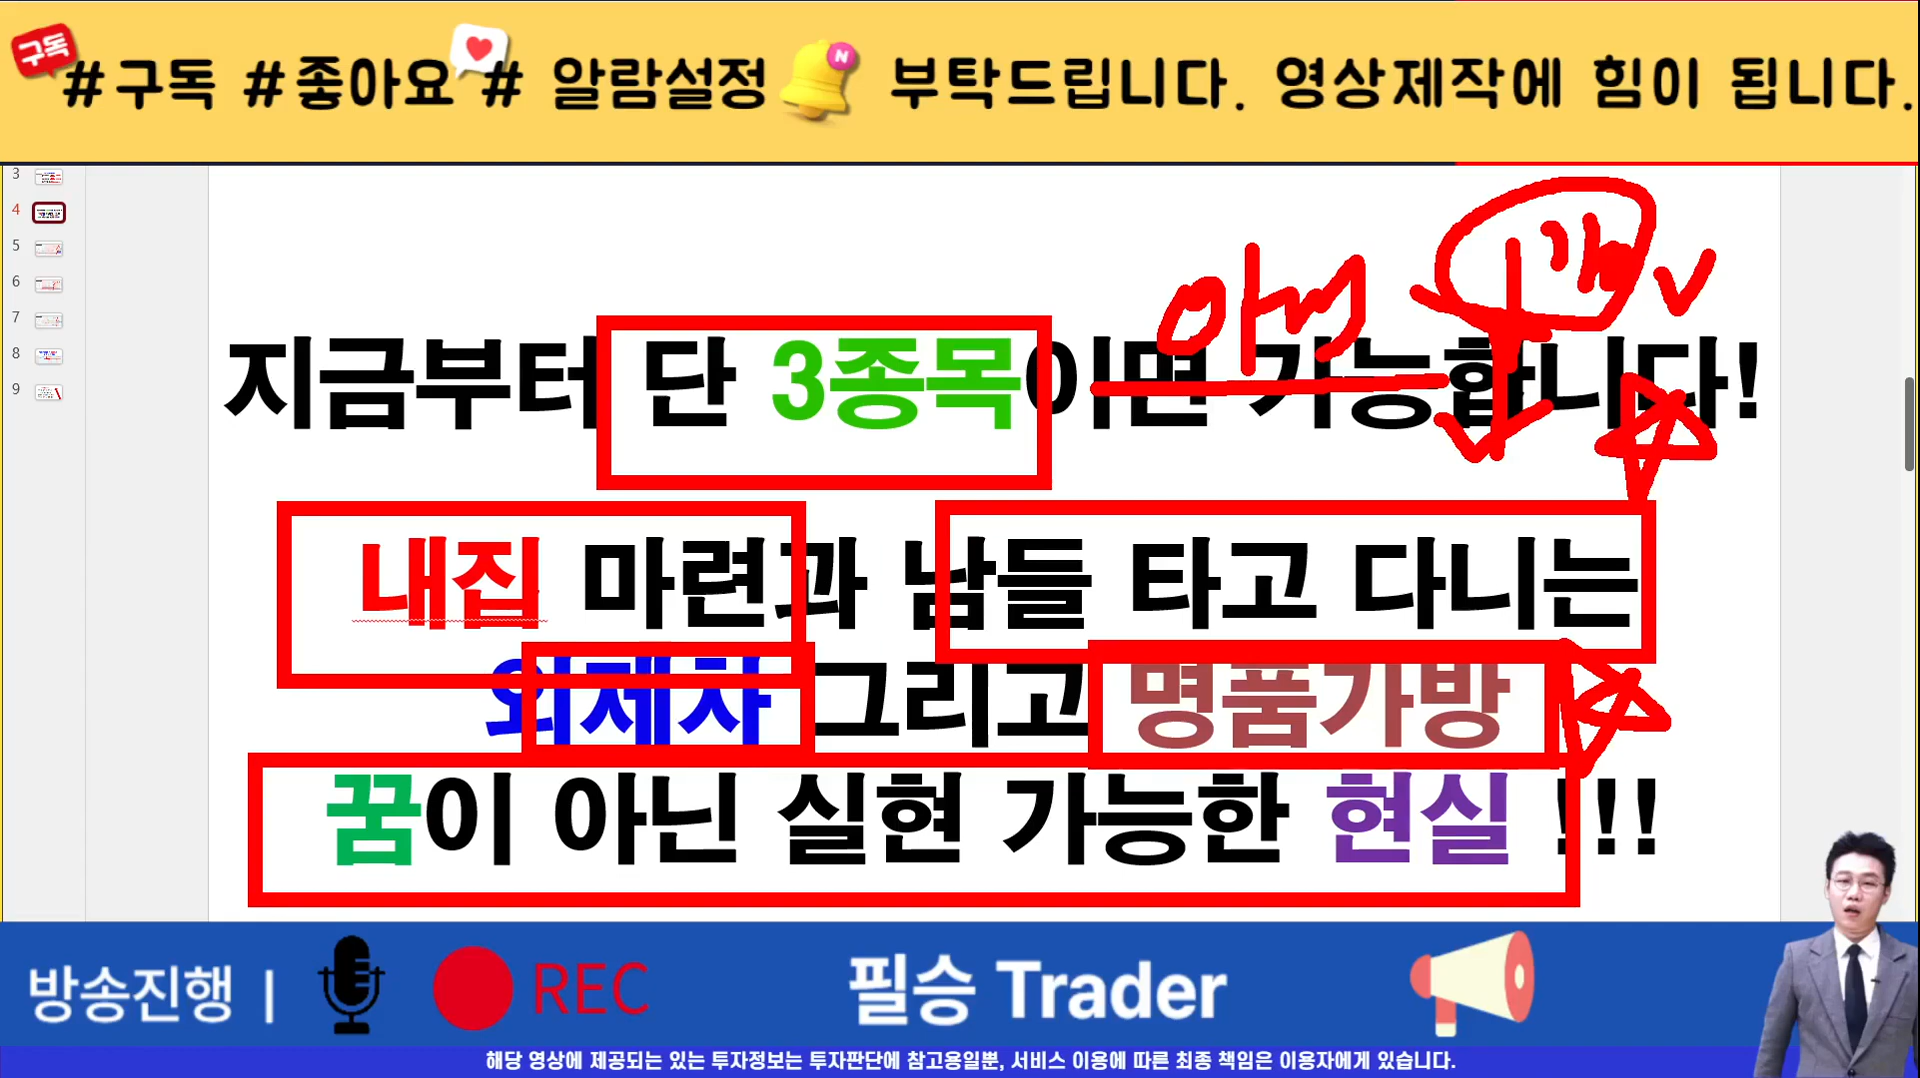 구독
#구독 #좋아요 # 알람설정 N 부탁드립니다. 영상제작에 힘이 됩니다.
3
4
5
6
7
8
9
지금부터 단 3종목이면 가능합니다!
내집 마련과 남들 타고 다니는
외제차 그리고 명품가방
꿈이 아닌 실현 가능한 현실 !!!
방송진행 | REC 필승 Trader
해당 영상에 제공되는 있는 투자정보는 투자판단에 참고용일뿐, 서비스 이용에 따른 최종 책임은 이용자에게 있습니다.